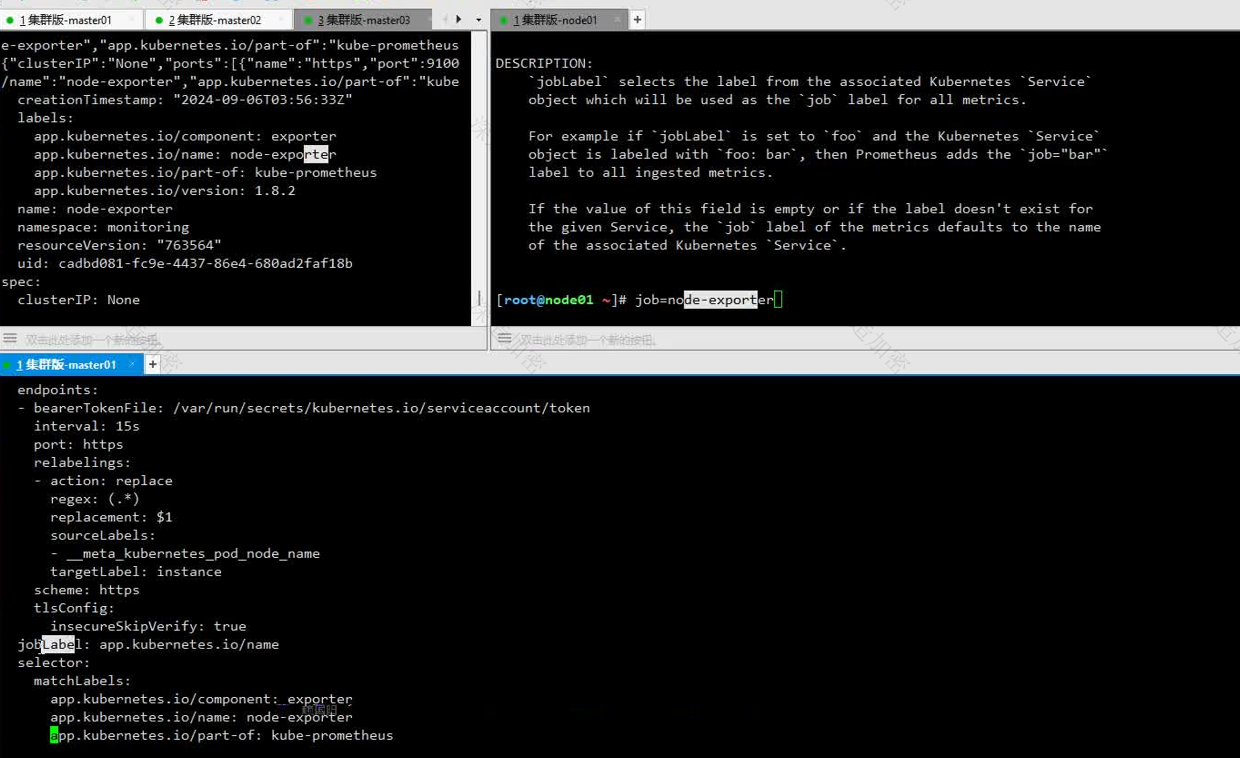 1 集群版-master01
2 集群版-master02
3 集群版-master03
e-exporter","app.kubernetes.io/part-of":"kube-prometheus
{"clusterIP":"None","ports":[{"name":"https","port":9100
/name":"node-exporter","app.kubernetes.io/part-of":"kube
creationTimestamp: "2024-09-06T03:56:33Z"
labels:
app.kubernetes.io/component: exporter
app.kubernetes.io/name: node-exporter
app.kubernetes.io/part-of: kube-prometheus
app.kubernetes.io/version: 1.8.2
name: node-exporter
namespace: monitoring
resourceVersion: "763564"
uid: cadbd081-fc9e-4437-86e4-680ad2faf18b
spec:
clusterIP: None
双击此处添加一个新的按钮。
1 集群版-node01
+
DESCRIPTION:
`jobLabel` selects the label from the associated Kubernetes `Service`
object which will be used as the `job` label for all metrics.
For example if `jobLabel` is set to `foo` and the Kubernetes `Service`
object is labeled with `foo: bar`, then Prometheus adds the `job="bar"`
label to all ingested metrics.
If the value of this field is empty or if the label doesn't exist for
the given Service, the `job` label of the metrics defaults to the name
of the associated Kubernetes `Service`.
[root@node01 ~]# job=node-exporter
双击此处添加一个新的按钮。
1 集群版-master01
+
endpoints:
- bearerTokenFile: /var/run/secrets/kubernetes.io/serviceaccount/token
interval: 15s
port: https
relabelings:
- action: replace
regex: (.*)
replacement: $1
sourceLabels:
- __meta_kubernetes_pod_node_name
targetLabel: instance
scheme: https
tlsConfig:
insecureSkipVerify: true
jobLabel: app.kubernetes.io/name
selector:
matchLabels:
app.kubernetes.io/component: exporter
app.kubernetes.io/name: node-exporter
app.kubernetes.io/part-of: kube-prometheus